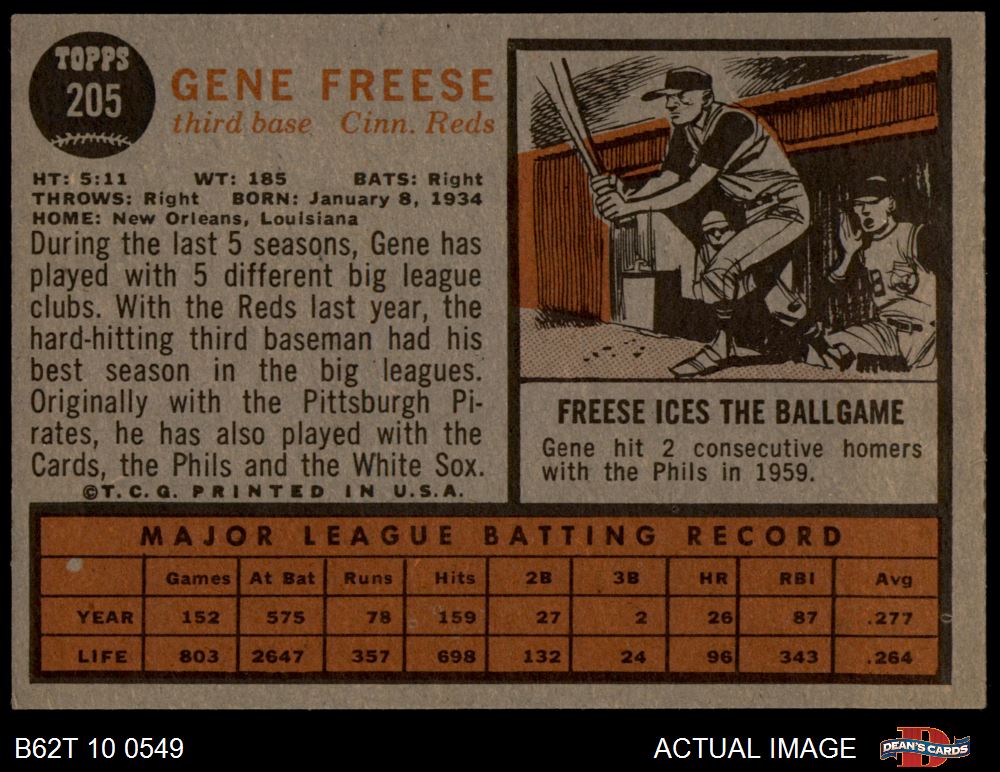 TOPPS
205
GENE FREESE
third base Cinn. Reds
HT: 5:11 WT: 185 BATS: Right
THROWS: Right BORN: January 8, 1934
HOME: New Orleans, Louisiana
During the last 5 seasons, Gene has
played with 5 different big league
clubs. With the Reds last year, the
hard-hitting third baseman had his
best season in the big leagues.
Originally with the Pittsburgh Pi-
rates, he has also played with the
Cards, the Phils and the White Sox.
©T.C.G. PRINTED IN U.S.A.
FREESE ICES THE BALLGAME
Gene hit 2 consecutive homers
with the Phils in 1959.
MAJOR LEAGUE BATTING RECORD
Games At Bat Runs Hits 2B 3B HR RBI Avg
YEAR 152 575 78 159 27 2 26 87 .277
LIFE 803 2647 357 698 132 24 96 343 .264
B62T 10 0549
ACTUAL IMAGE
DEAN'S CARDS